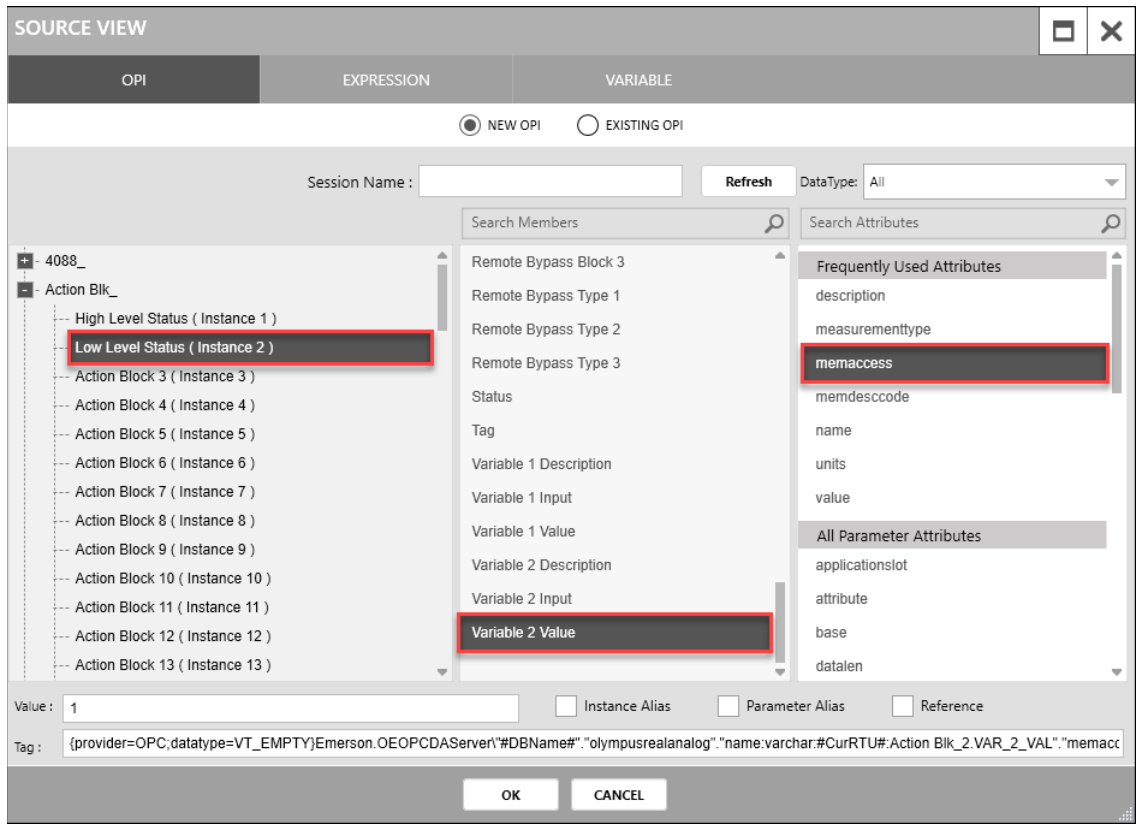 SOURCE VIEW
OPI EXPRESSION VARIABLE
NEW OPI EXISTING OPI
Session Name : Refresh DataType: All
Search Members Search Attributes
4088_
Action Blk_
High Level Status ( Instance 1 )
Low Level Status ( Instance 2 )
Action Block 3 ( Instance 3 )
Action Block 4 ( Instance 4 )
Action Block 5 ( Instance 5 )
Action Block 6 ( Instance 6 )
Action Block 7 ( Instance 7 )
Action Block 8 ( Instance 8 )
Action Block 9 ( Instance 9 )
Action Block 10 ( Instance 10 )
Action Block 11 ( Instance 11 )
Action Block 12 ( Instance 12 )
Action Block 13 ( Instance 13 )
Remote Bypass Block 3
Remote Bypass Type 1
Remote Bypass Type 2
Remote Bypass Type 3
Status
Tag
Variable 1 Description
Variable 1 Input
Variable 1 Value
Variable 2 Description
Variable 2 Input
Variable 2 Value
Frequently Used Attributes
description
measurementtype
memaccess
memdesccode
name
units
value
All Parameter Attributes
applicationslot
attribute
base
datalen
Value : 1 Instance Alias Parameter Alias Reference
Tag : {provider=OPC;datatype=VT_EMPTY}Emerson.OEOPCDAServer\"#DBName#"."olympusrealanalog"."name:varchar:#CurRTU#:Action Blk_2.VAR_2_VAL"."memacc
OK CANCEL